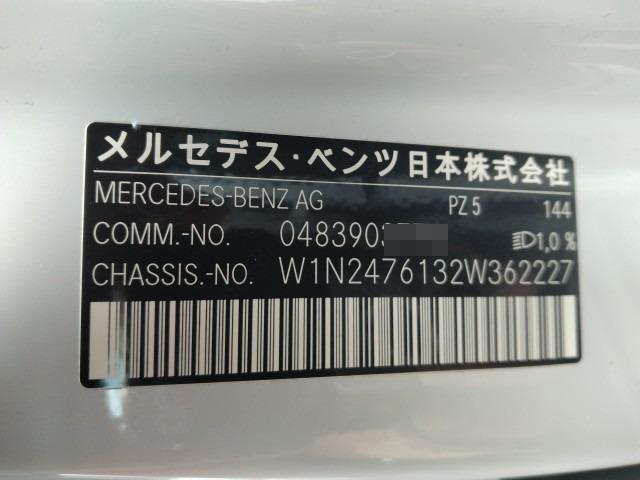 メルセデス・ベンツ日本株式会社
MERCEDES-BENZ AG PZ 5 144
COMM.-NO. 0483903 1,0 %
CHASSIS.-NO. W1N2476132W362227